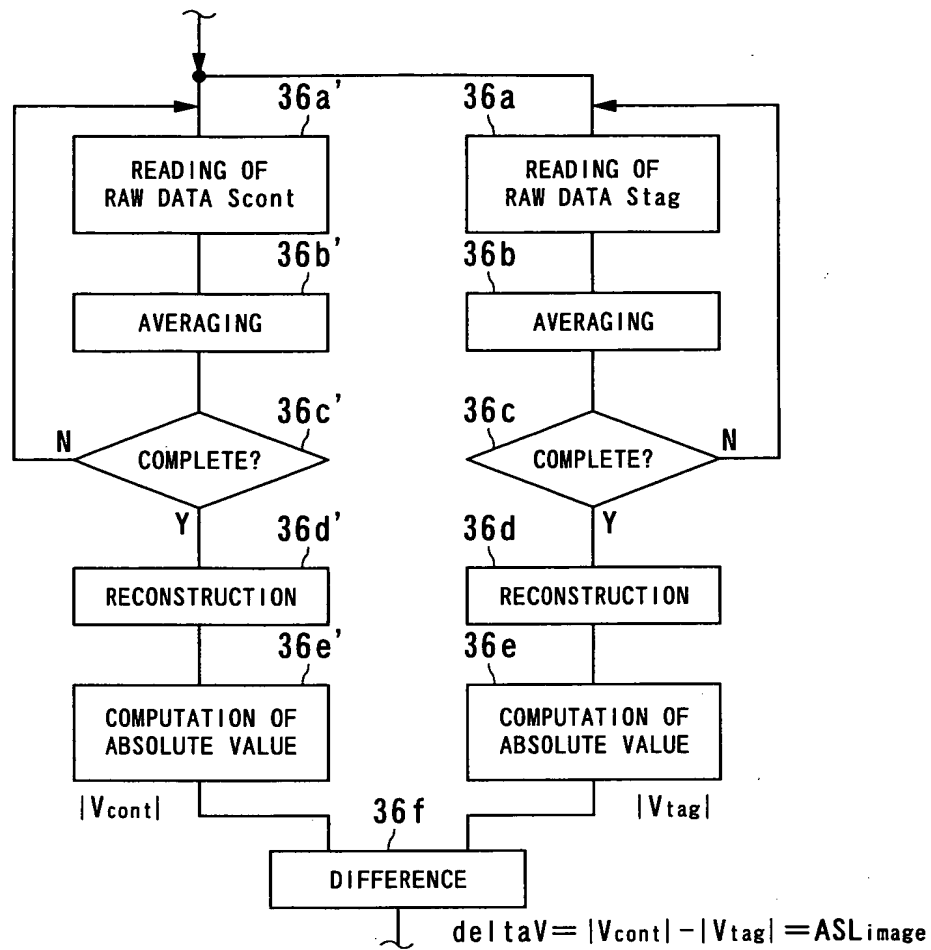 36a'
36a
READING OF
RAW DATA Scont
READING OF
RAW DATA Stag
36b'
36b
AVERAGING
AVERAGING
36c'
36c
N
COMPLETE?
COMPLETE?
N
Y
Y
36d'
36d
RECONSTRUCTION
RECONSTRUCTION
36e'
36e
COMPUTATION OF
ABSOLUTE VALUE
COMPUTATION OF
ABSOLUTE VALUE
|Vcont|
|Vtag|
36f
DIFFERENCE
deltaV=|Vcont|-|Vtag|=ASLimage